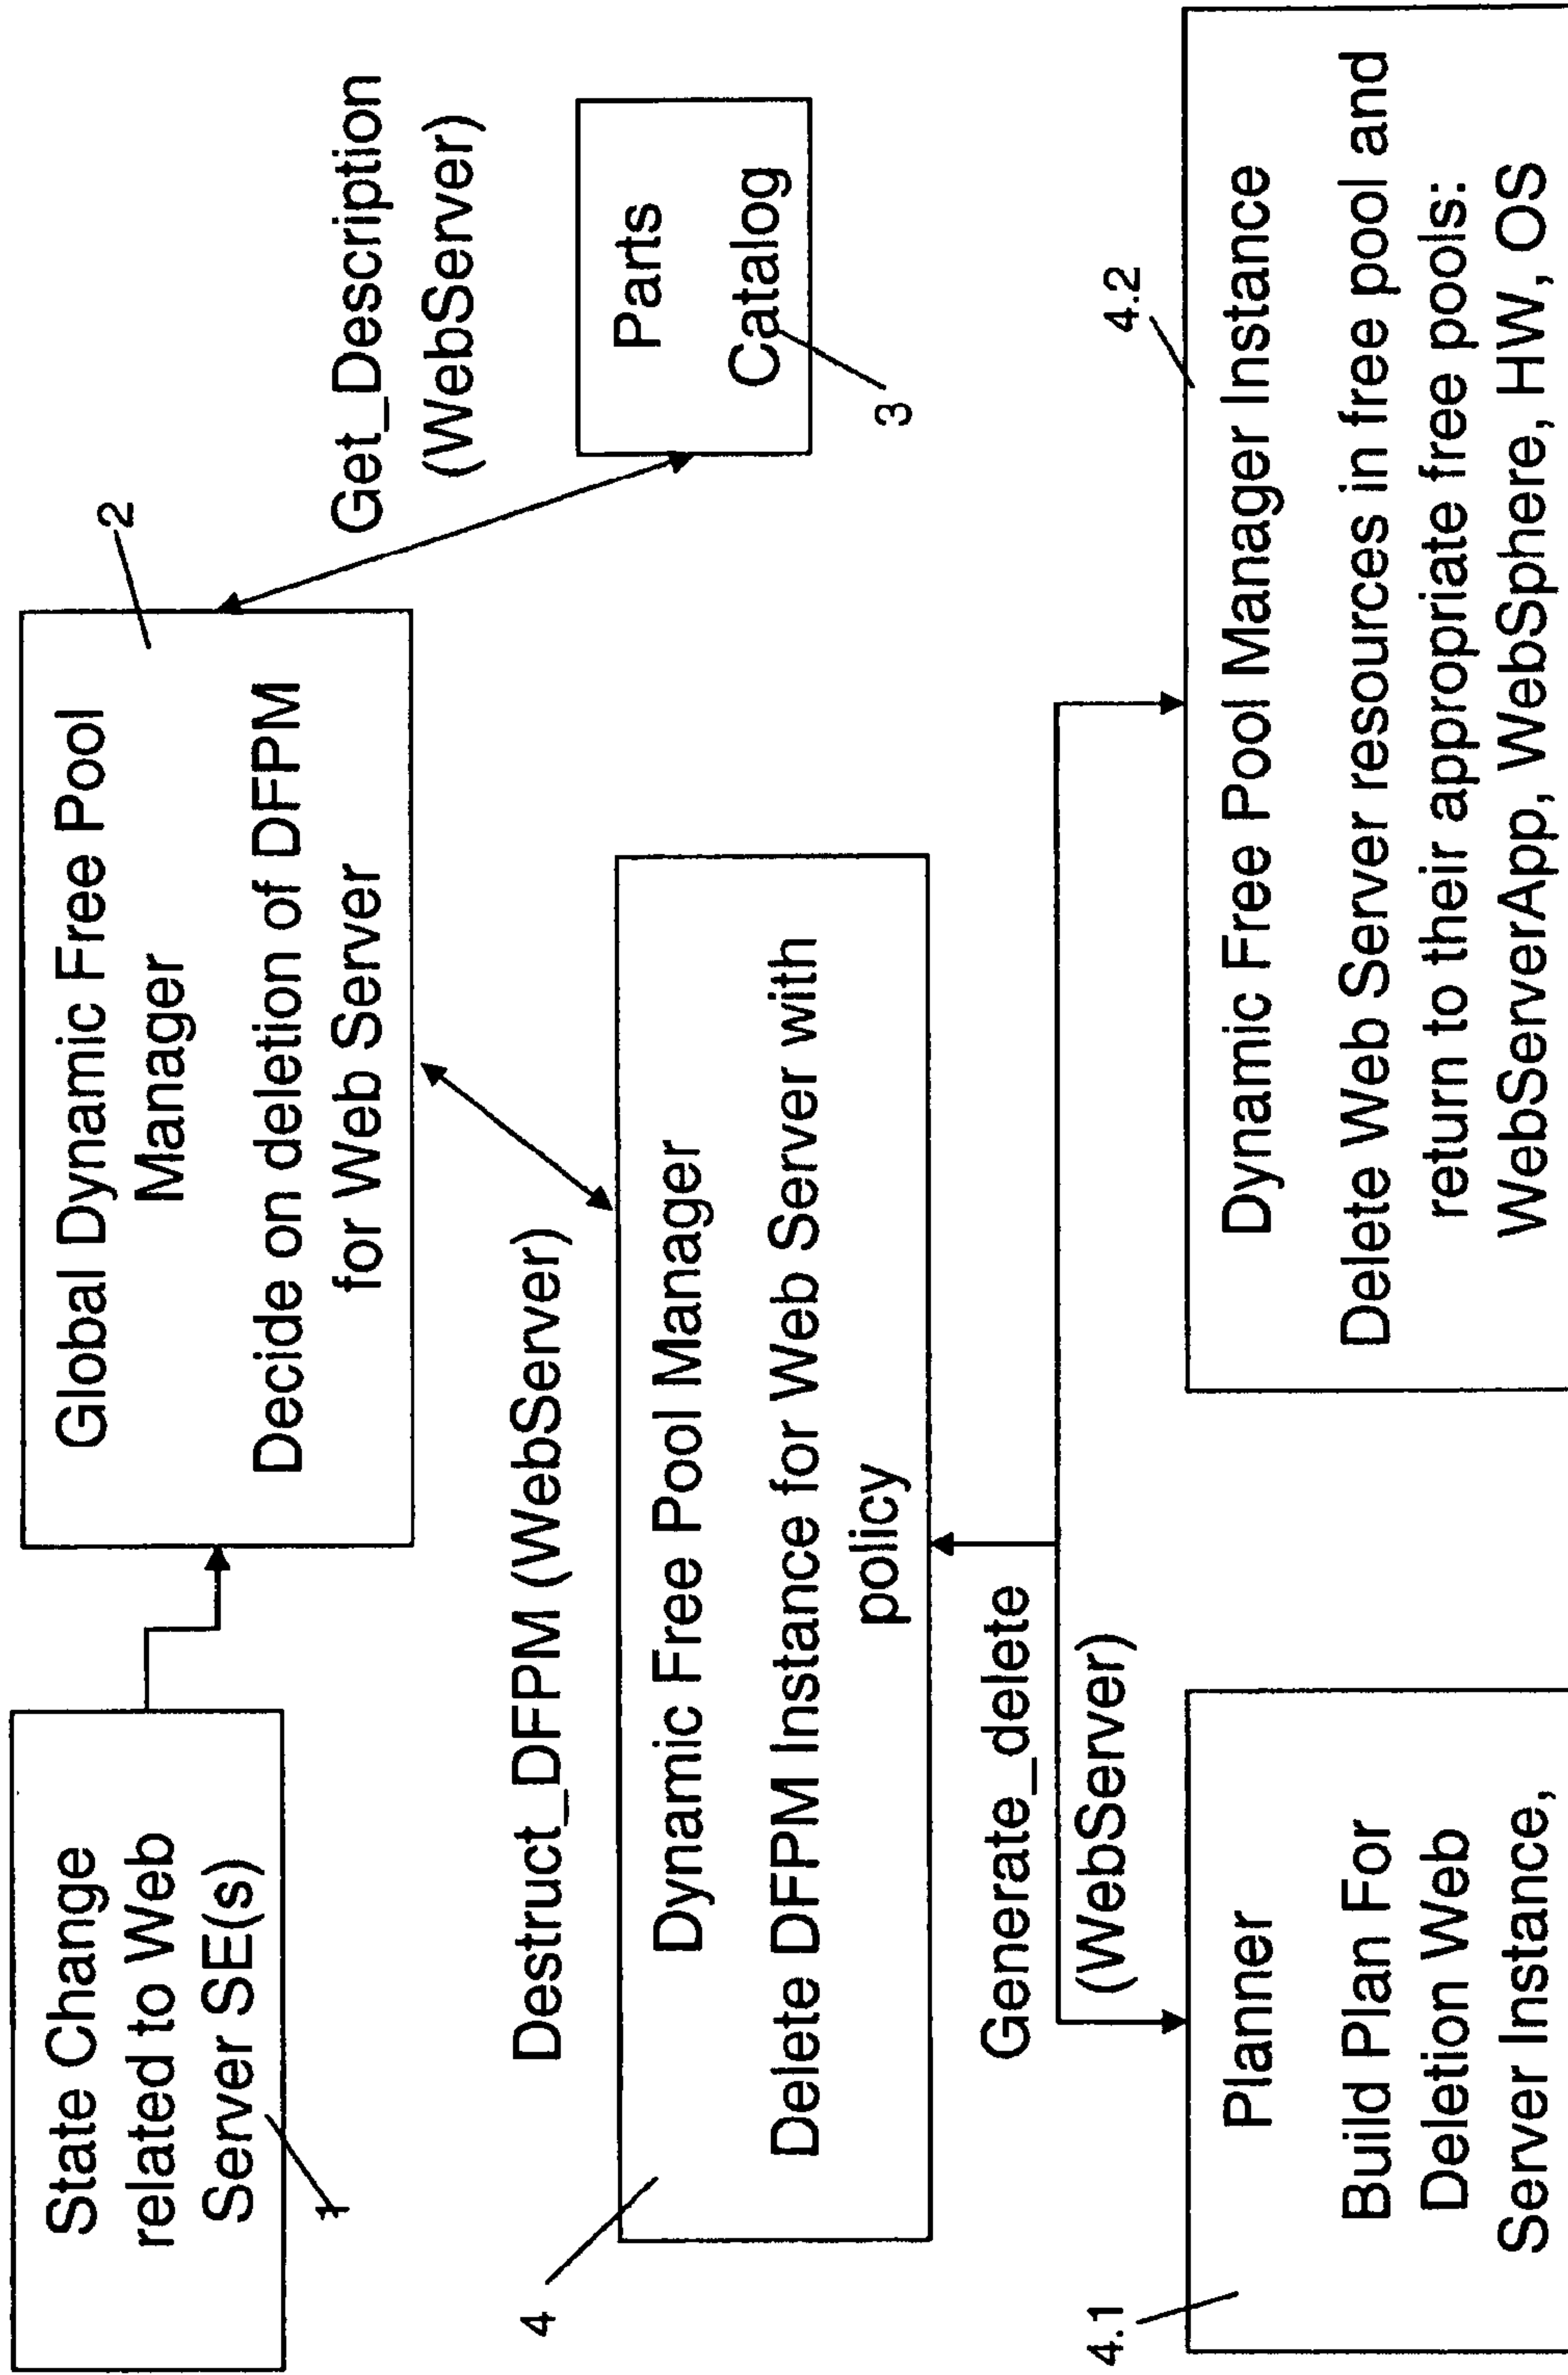 State Change
related to Web
Server SE(s)
1
Global Dynamic Free Pool
Manager
Decide on deletion of DFPM
for Web Server
2
Get_Description
(WebServer)
Parts
Catalog
3
Destruct_DFPM (WebServer)
Dynamic Free Pool Manager
Delete DFPM Instance for Web Server with
policy
4
Generate_delete
(WebServer)
4.1
Planner
Build Plan For
Deletion Web
Server Instance,
4.2
Dynamic Free Pool Manager Instance
Delete Web Server resources in free pool and
return to their appropriate free pools:
WebServerApp, WebSphere, HW, OS